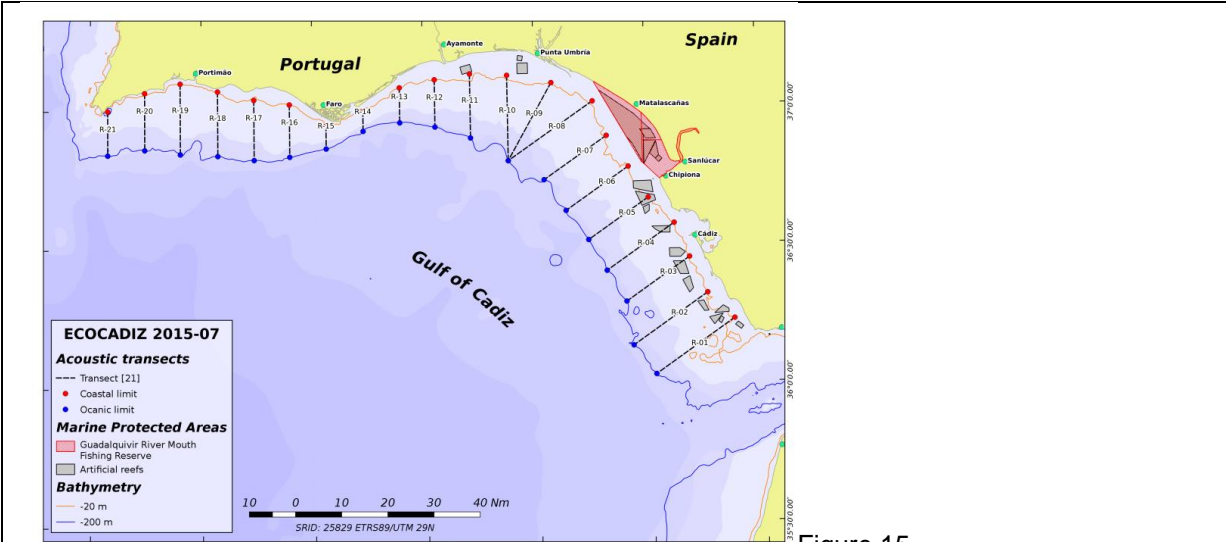 Spain
Portugal
Ayamonte
Punta Umbría
Portimão
Faro
Matalascañas
Sanlúcar
Chipiona
Cádiz
R-21
R-20
R-19
R-18
R-17
R-16
R-15
R-14
R-13
R-12
R-11
R-10
R-09
R-08
R-07
R-06
R-05
R-04
R-03
R-02
R-01
Gulf of Cadiz
37°0'0.00"
36°30'0.00"
36°0'0.00"
35°30'0.00"
ECOCADIZ 2015-07
Acoustic transects
Transect [21]
Coastal limit
Ocanic limit
Marine Protected Areas
Guadalquivir River Mouth
Fishing Reserve
Artificial reefs
Bathymetry
-20 m
-200 m
10 0 10 20 30 40 Nm
SRID: 25829 ETRS89/UTM 29N
Figure 15